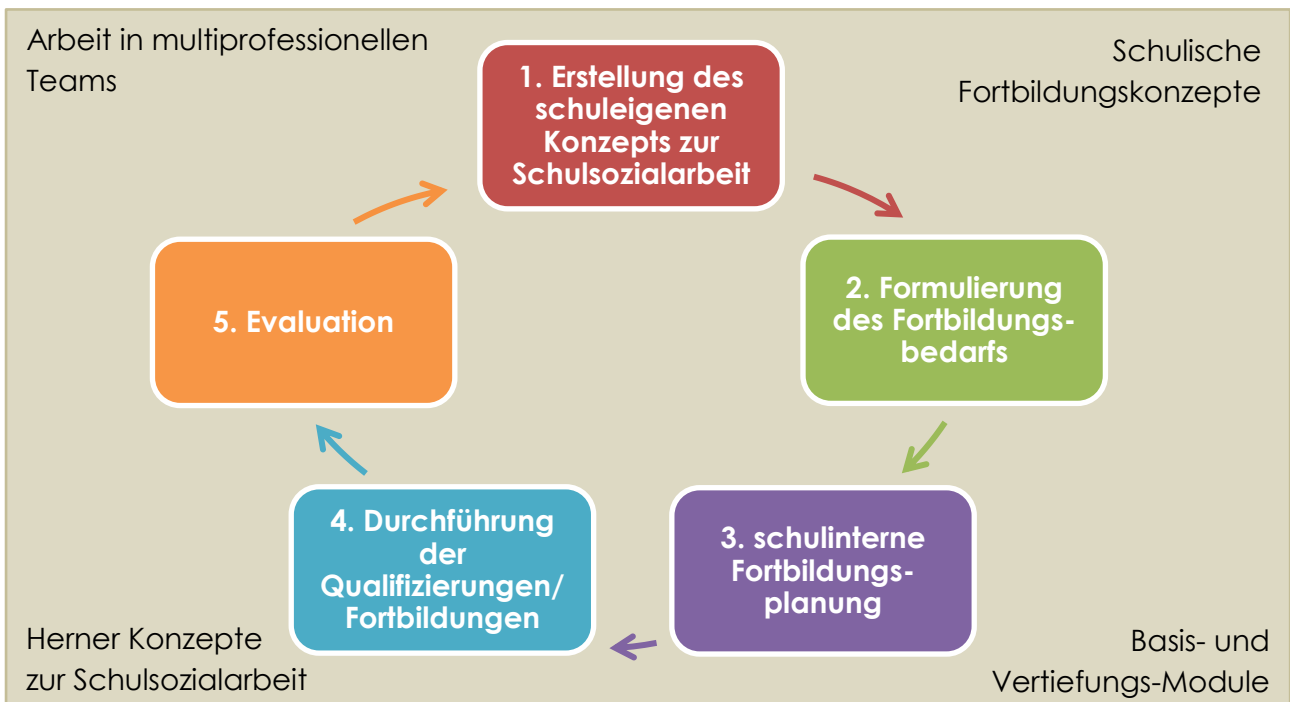 Arbeit in multiprofessionellen
Teams
Schulische
Fortbildungskonzepte
1. Erstellung des
schuleigenen
Konzepts zur
Schulsozialarbeit
2. Formulierung
des Fortbildungs-
bedarfs
3. schulinterne
Fortbildungs-
planung
4. Durchführung
der
Qualifizierungen/
Fortbildungen
5. Evaluation
Herner Konzepte
zur Schulsozialarbeit
Basis- und
Vertiefungs-Module